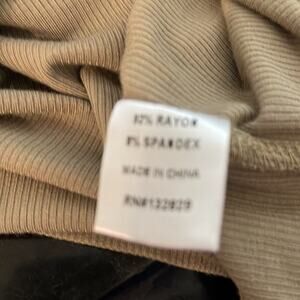 92% RAYON
8% SPANDEX
MADE IN CHINA
RN#132829